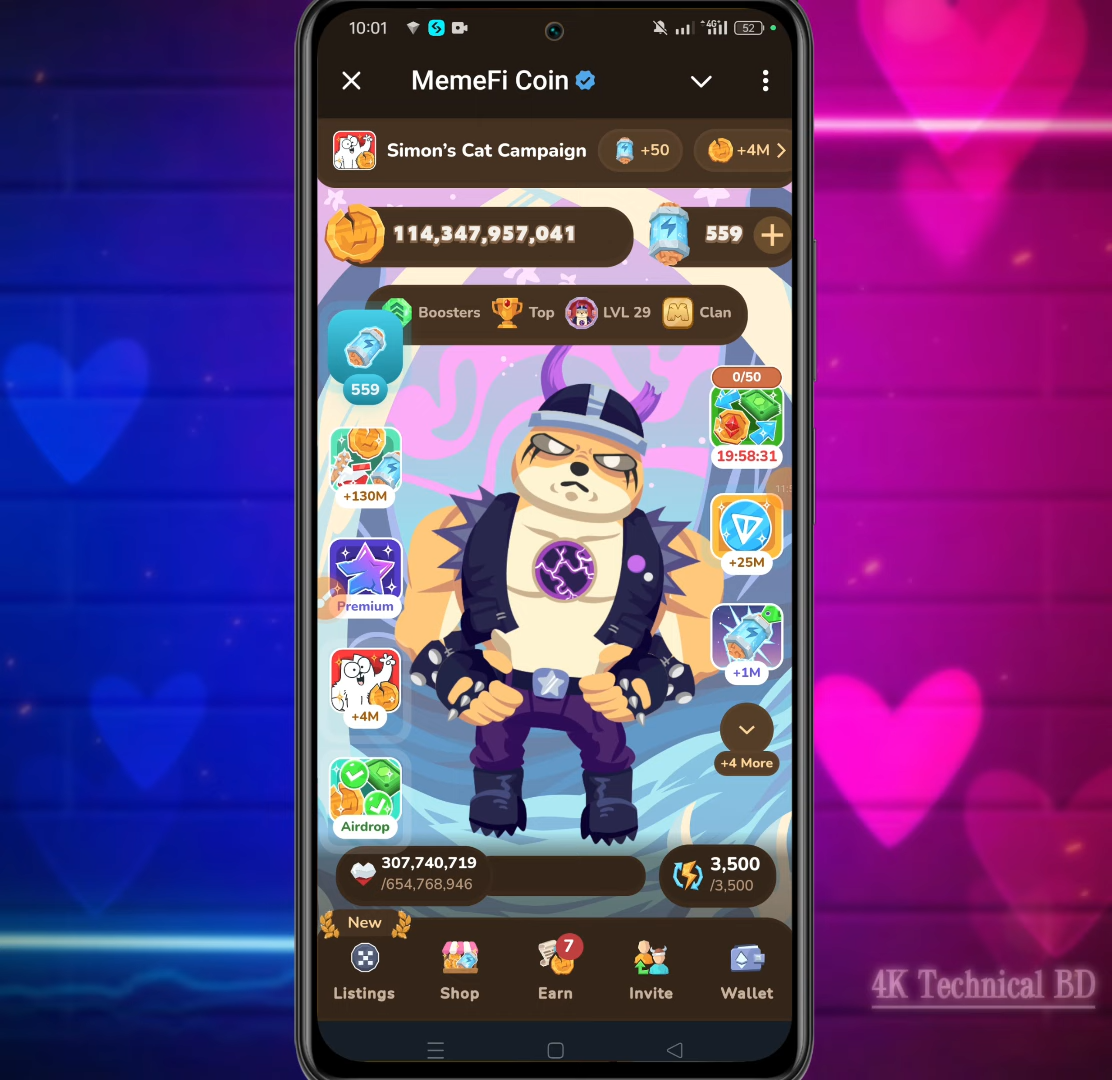 10:01
4G
52
MemeFi Coin
Simon's Cat Campaign
+50
+4M
114,347,957,041
559
Boosters
Top
LVL 29
Clan
559
0/50
19:58:31
+130M
+25M
Premium
+1M
+4M
+4 More
Airdrop
307,740,719
/654,768,946
3,500
/3,500
New
7
Listings
Shop
Earn
Invite
Wallet
4K Technical BD